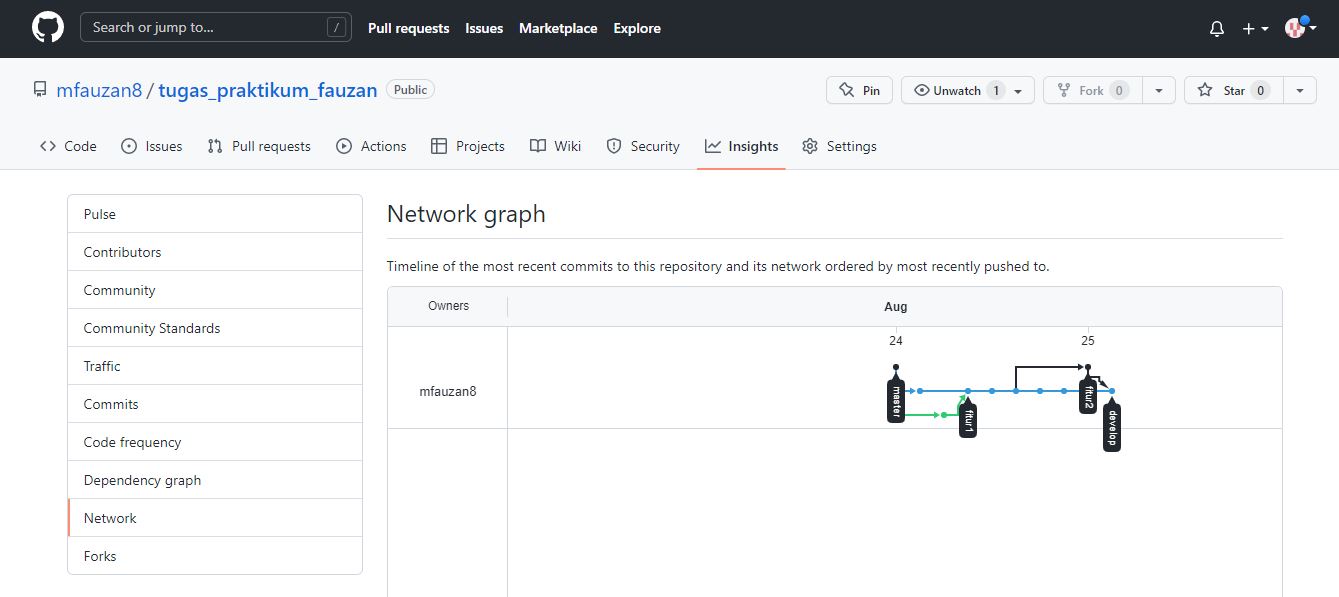 Search or jump to... / Pull requests Issues Marketplace Explore
mfauzan8 / tugas_praktikum_fauzan Public Pin Unwatch 1 Fork 0 Star 0
Code Issues Pull requests Actions Projects Wiki Security Insights Settings
Pulse
Contributors
Community
Community Standards
Traffic
Commits
Code frequency
Dependency graph
Network
Forks
Network graph
Timeline of the most recent commits to this repository and its network ordered by most recently pushed to.
Owners Aug
24 25
mfauzan8
master
fitur1
fitur2
develop